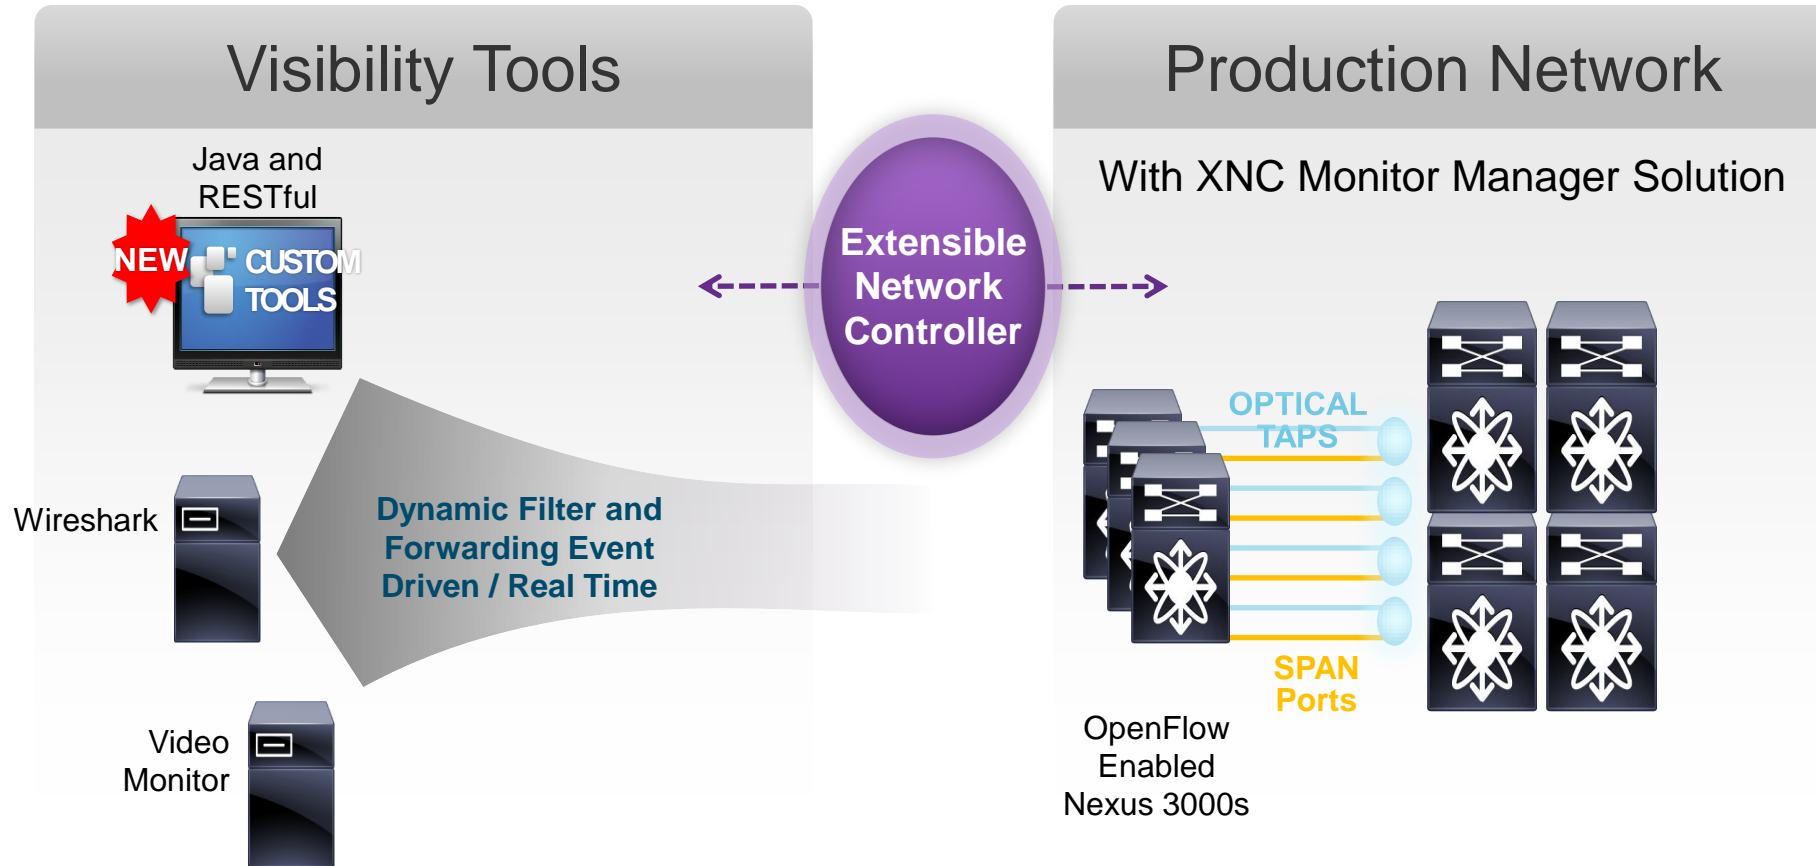 Visibility Tools
Java and
RESTful
NEW
CUSTOM
TOOLS
Wireshark
Dynamic Filter and
Forwarding Event
Driven / Real Time
Video
Monitor
Extensible
Network
Controller
Production Network
With XNC Monitor Manager Solution
OPTICAL
TAPS
SPAN
Ports
OpenFlow
Enabled
Nexus 3000s